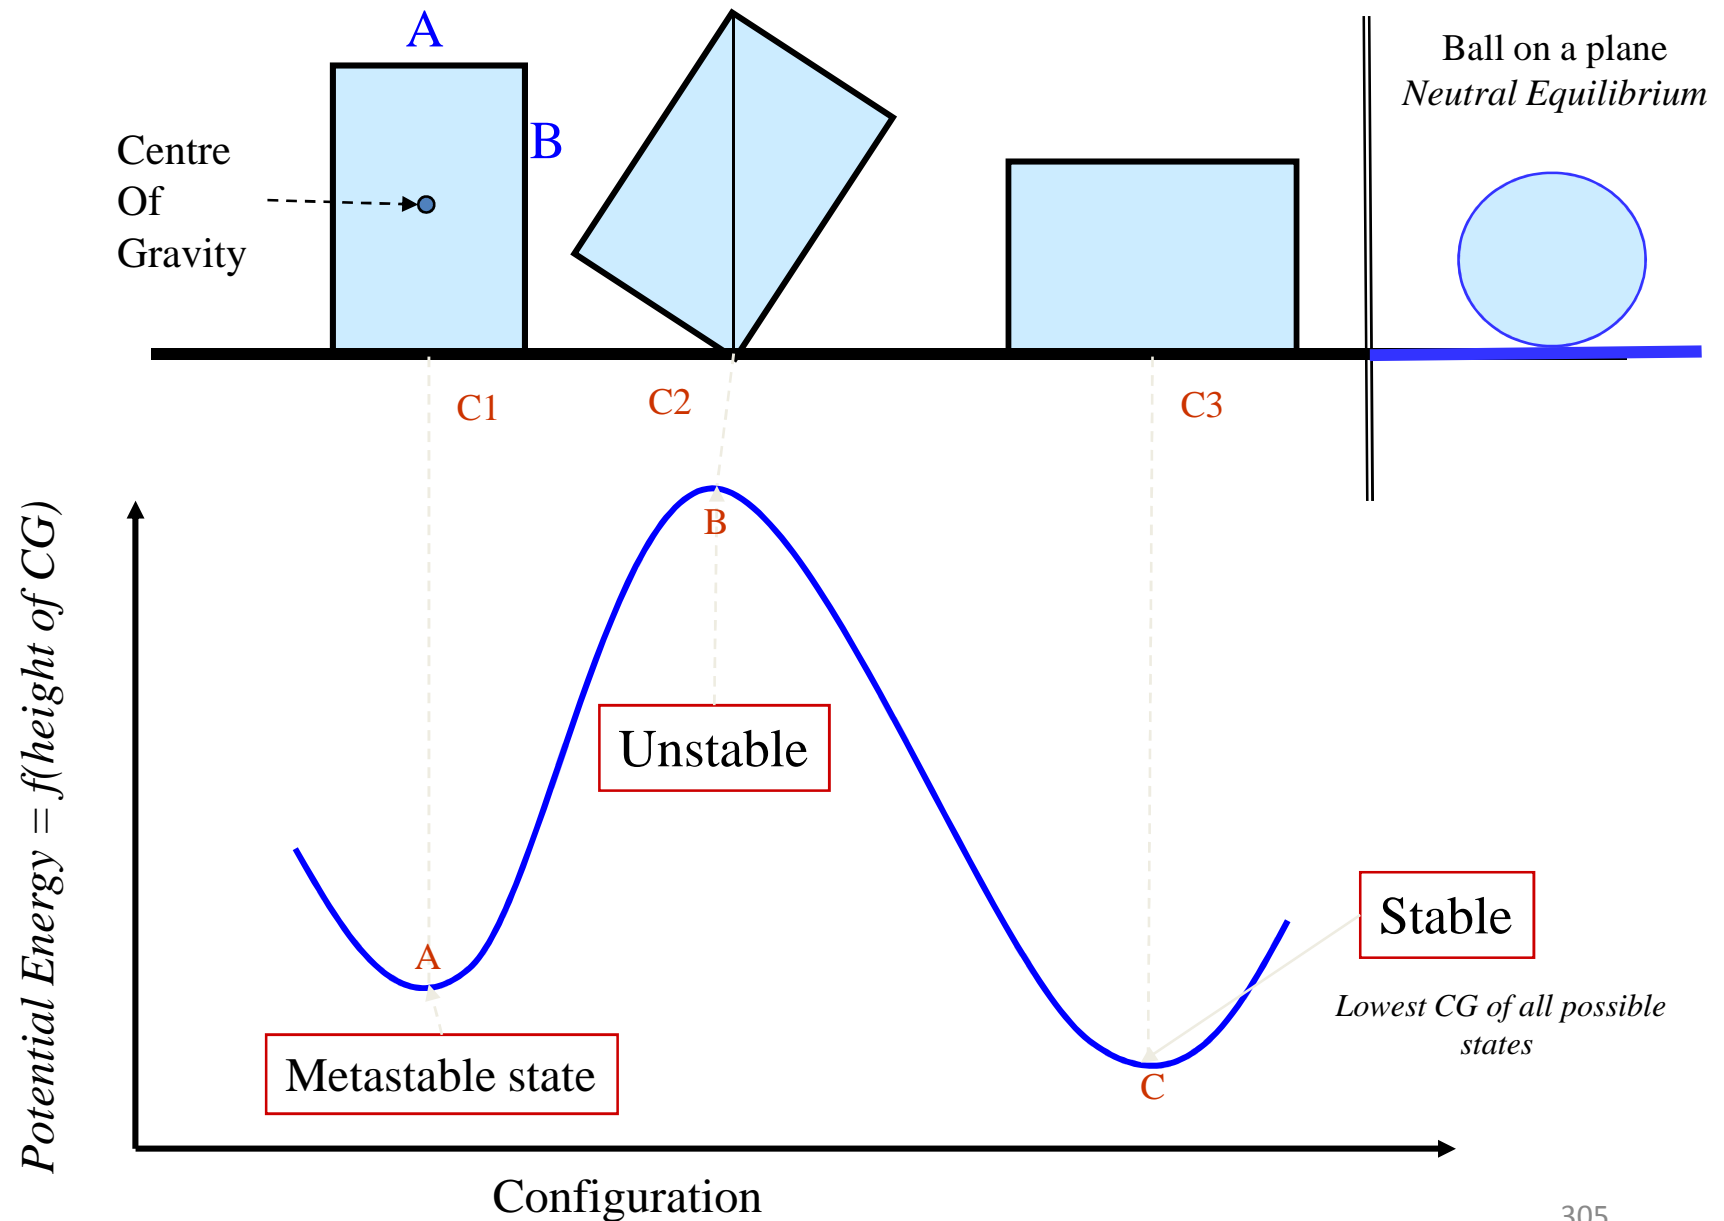 A
B
Centre
Of
Gravity
Ball on a plane
Neutral Equilibrium
C1
C2
C3
Potential Energy = f(height of CG)
B
Unstable
A
Metastable state
Stable
Lowest CG of all possible
states
C
Configuration
305